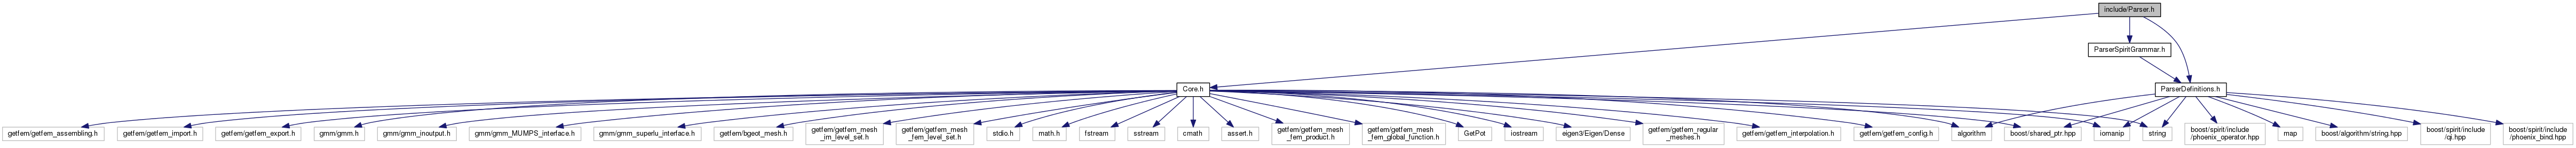 include/Parser.h
ParserSpiritGrammar.h
Core.h
ParserDefinitions.h
getfem/getfem_assembling.h
getfem/getfem_import.h
getfem/getfem_export.h
gmm/gmm.h
gmm/gmm_inoutput.h
gmm/gmm_MUMPS_interface.h
gmm/gmm_superlu_interface.h
getfem/bgeot_mesh.h
getfem/getfem_mesh
_im_level_set.h
getfem/getfem_mesh
_fem_level_set.h
stdio.h
math.h
fstream
sstream
cmath
assert.h
getfem/getfem_mesh
_fem_product.h
getfem/getfem_mesh
_fem_global_function.h
GetPot
iostream
eigen3/Eigen/Dense
getfem/getfem_regular
_meshes.h
getfem/getfem_interpolation.h
getfem/getfem_config.h
algorithm
boost/shared_ptr.hpp
iomanip
string
boost/spirit/include
/phoenix_operator.hpp
map
boost/algorithm/string.hpp
boost/spirit/include
/qi.hpp
boost/spirit/include
/phoenix_bind.hpp